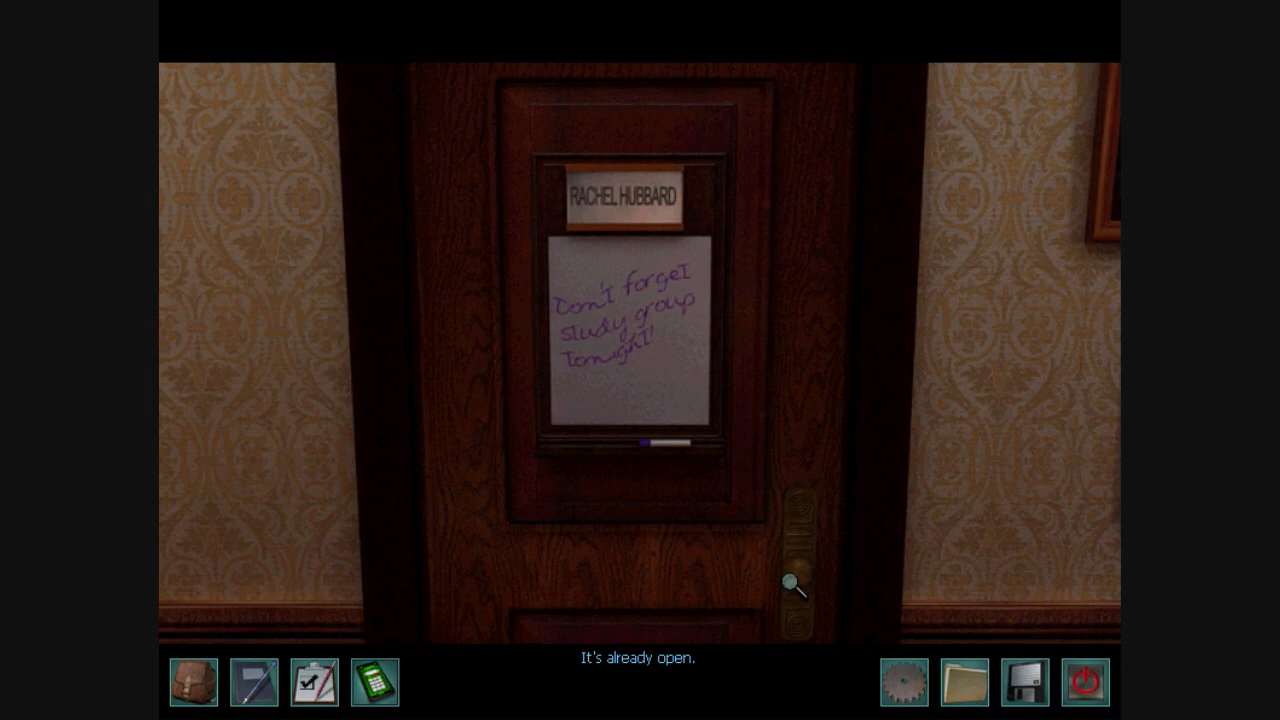 RACHEL HUBBARD
Don't forget
study group
Tonight!
It's already open.